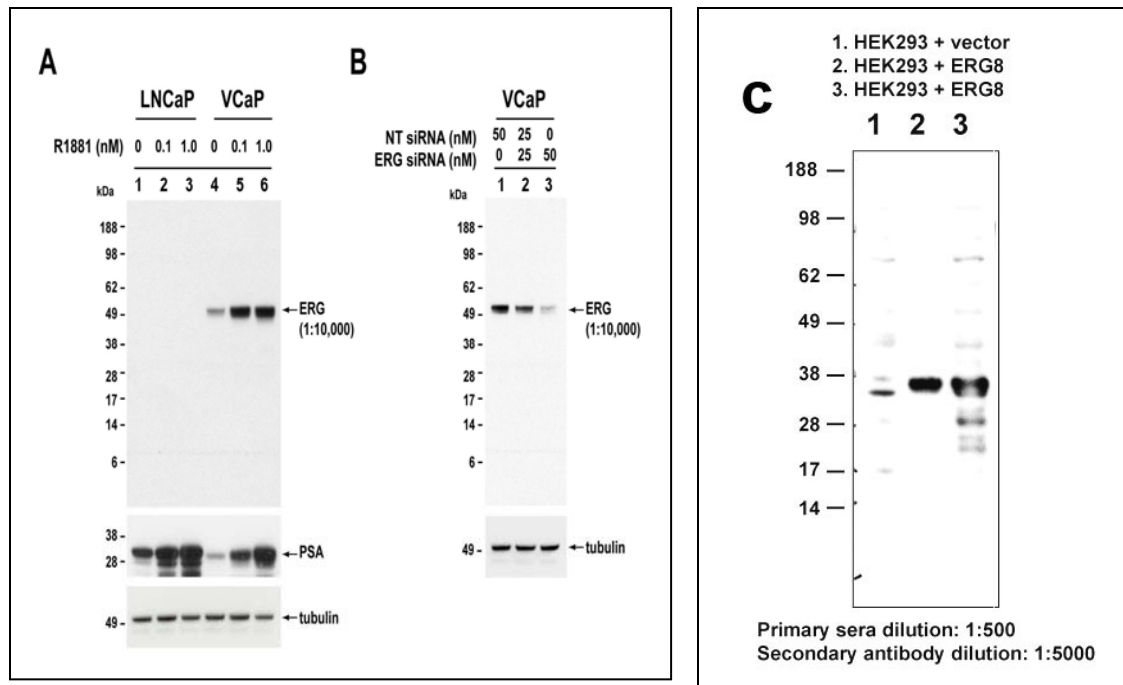 A
LNCaP VCaP
R1881 (nM) 0 0.1 1.0 0 0.1 1.0
kDa 1 2 3 4 5 6
188 -
98 -
62 -
49 - ←ERG
(1:10,000)
38 -
28 -
17 -
14 -
6 -
38 -
←PSA
28 -
49 - ←tubulin
B
VCaP
NT siRNA (nM) 50 25 0
ERG siRNA (nM) 0 25 50
kDa 1 2 3
188 -
98 -
62 -
49 - ←ERG
(1:10,000)
38 -
28 -
17 -
14 -
6 -
49 - ←tubulin
1. HEK293 + vector
2. HEK293 + ERG8
3. HEK293 + ERG8
C
1 2 3
188 —
98 —
62 —
49 —
38 —
28 —
17 —
14 —
Primary sera dilution: 1:500
Secondary antibody dilution: 1:5000